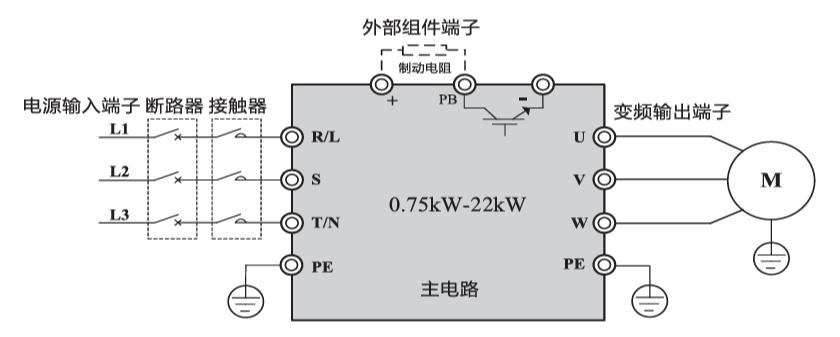 外部组件端子
制动电阻
+
PB
-
电源输入端子 断路器 接触器
变频输出端子
L1
R/L
U
L2
S
V
M
0.75kW-22kW
L3
T/N
W
PE
PE
主电路